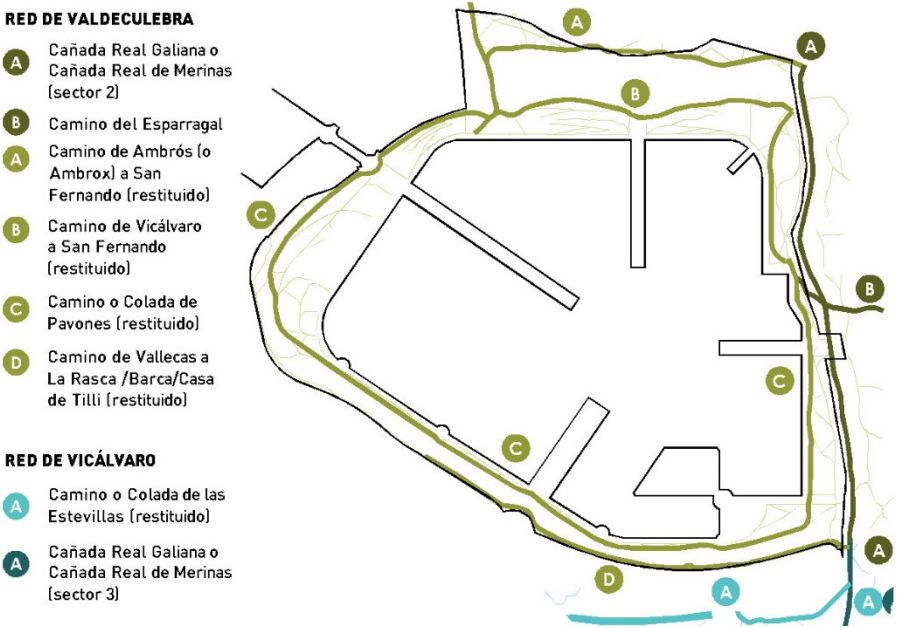 RED DE VALDECULEBRA
A
Cañada Real Galiana o
Cañada Real de Merinas
(sector 2)
B
Camino del Esparragal
A
Camino de Ambrós (o
Ambrox) a San
Fernando (restituido)
B
Camino de Vicálvaro
a San Fernando
(restituido)
C
Camino o Colada de
Pavones (restituido)
D
Camino de Vallecas a
La Rasca /Barca/Casa
de Tilli (restituido)
RED DE VICÁLVARO
A
Camino o Colada de las
Estevillas (restituido)
A
Cañada Real Galiana o
Cañada Real de Merinas
(sector 3)
A
A
B
C
B
C
C
A
D
A
A